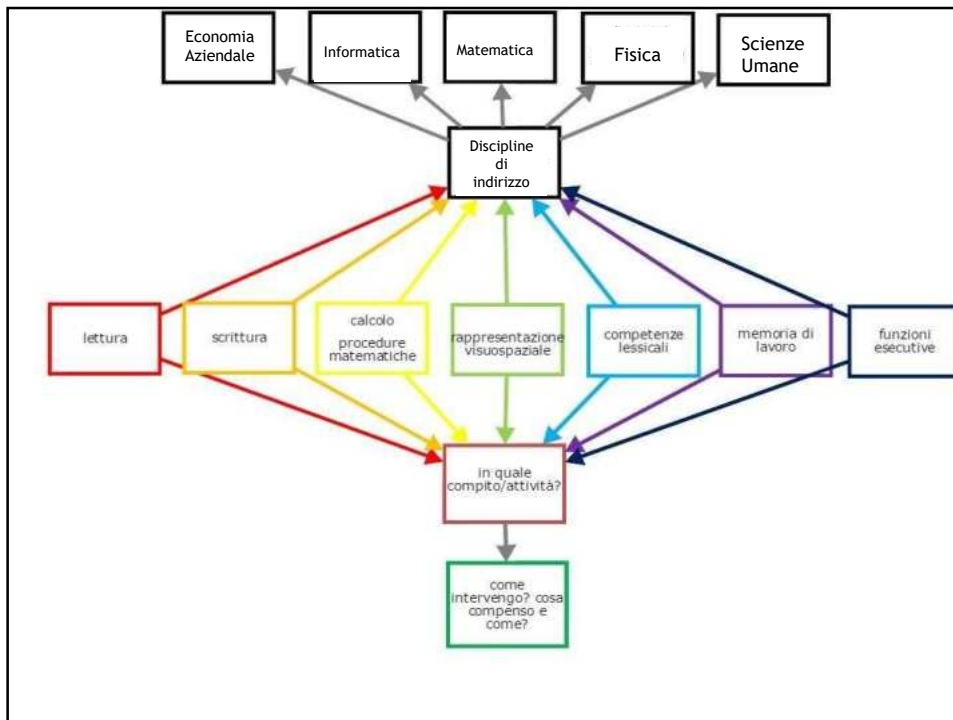 Economia
Aziendale
Informatica
Matematica
Fisica
Scienze
Umane
Discipline
di
indirizzo
lettura
scrittura
calcolo
procedure
matematiche
rappresentazione
visuospaziale
competenze
lessicali
memoria di
lavoro
funzioni
esecutive
in quale
compito/attività?
come
intervengo? cosa
compenso e
come?